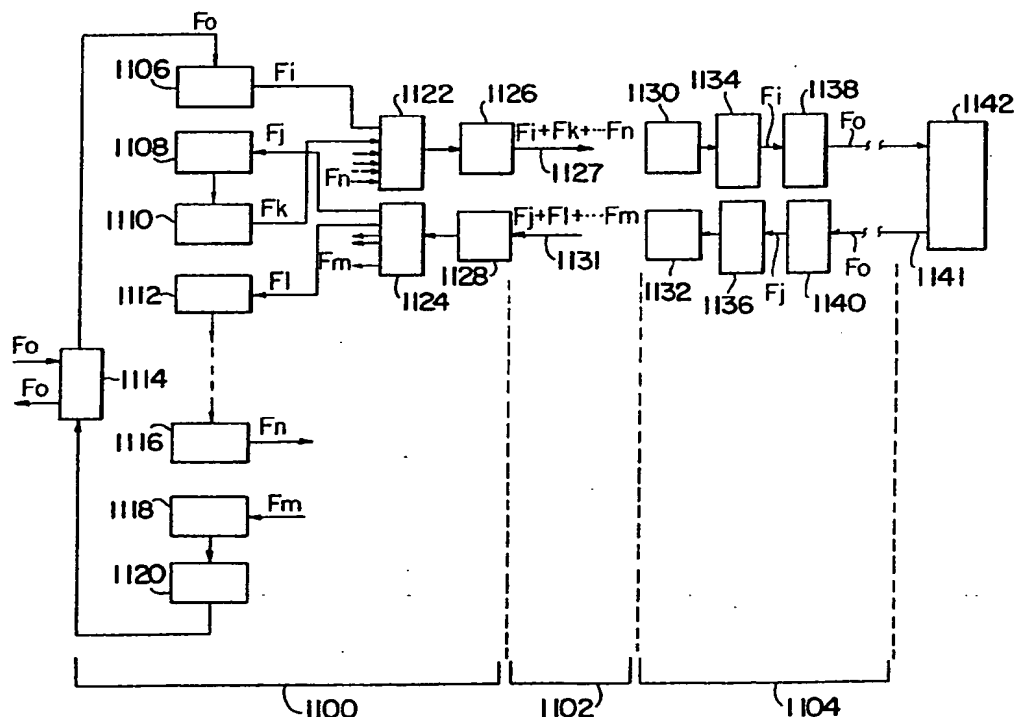 Fo
1106
Fi
1122
1126
Fi+Fk+···Fn
1127
1130
1134
Fi
1138
Fo
1142
1108
Fj
Fn
1110
Fk
Fj+Fl+···Fm
1131
1128
Fm
1124
1132
1136
Fj
1140
Fo
1141
1112
Fl
Fo
Fo
1114
1116
Fn
1118
Fm
1120
1100
1102
1104